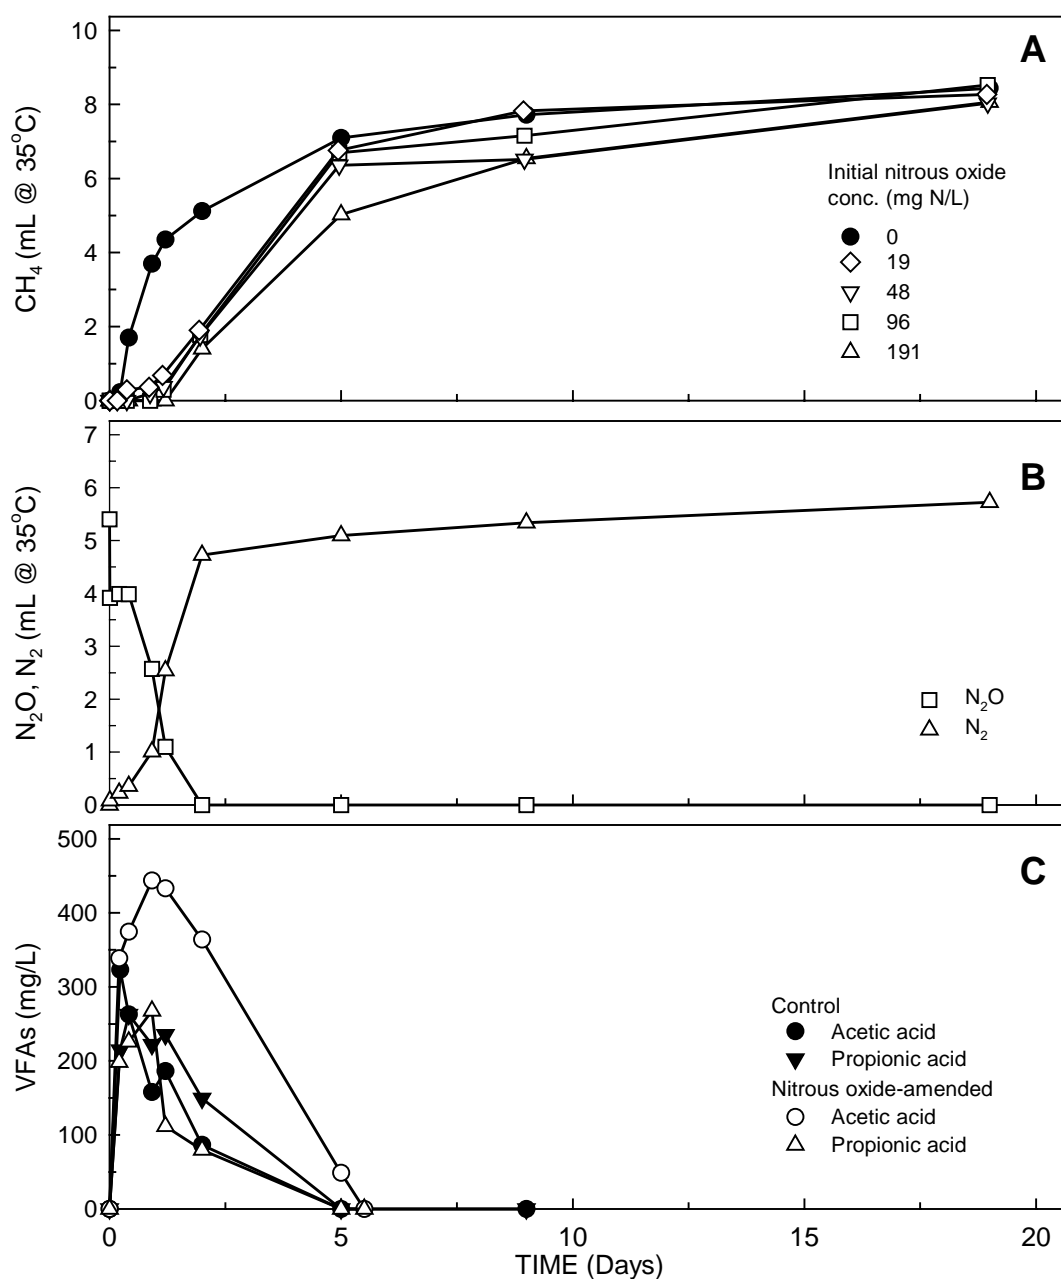 A
CH₄ (mL @ 35°C)
10
8
6
4
2
0
Initial nitrous oxide
conc. (mg N/L)
0
19
48
96
191
B
N₂O, N₂ (mL @ 35°C)
7
6
5
4
3
2
1
0
N₂O
N₂
C
VFAs (mg/L)
500
400
300
200
100
0
Control
Acetic acid
Propionic acid
Nitrous oxide-amended
Acetic acid
Propionic acid
0 5 10 15 20
TIME (Days)